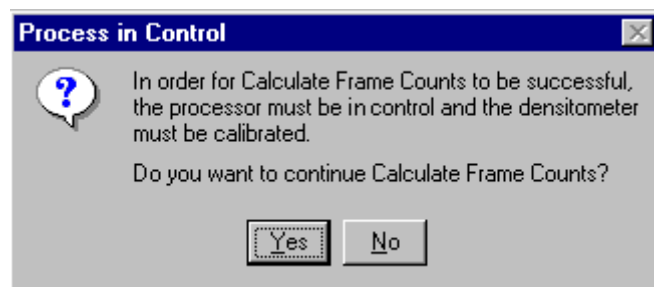 Process in Control
?
In order for Calculate Frame Counts to be successful,
the processor must be in control and the densitometer
must be calibrated.
Do you want to continue Calculate Frame Counts?
Yes
No